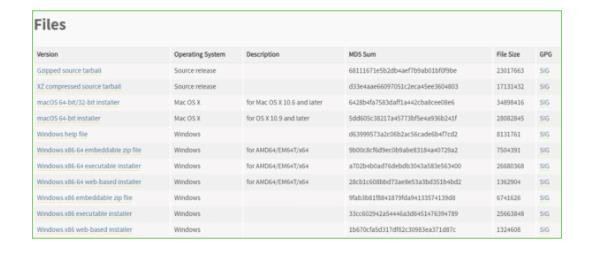 Files
Version Operating System Description MD5 Sum File Size GPG
Gzipped source tarball Source release 68111671e5b2db4aef7b9ab01bf0f9be 23017663 SIG
XZ compressed source tarball Source release d33e4aae66097051c2eca45ee3604803 17131432 SIG
macOS 64-bit/32-bit installer Mac OS X for Mac OS X 10.6 and later 6428b4fa7583daff1a442cba8cee08e6 34898416 SIG
macOS 64-bit installer Mac OS X for OS X 10.9 and later 5dd605c38217a45773bf5e4a936b241f 28082845 SIG
Windows help file Windows d63999573a2c06b2ac56cade6b4f7cd2 8131761 SIG
Windows x86-64 embeddable zip file Windows for AMD64/EM64T/x64 9b00c8cf6d9ec0b9abe83184a40729a2 7504391 SIG
Windows x86-64 executable installer Windows for AMD64/EM64T/x64 a702b4b0ad76debdb3043a583e563400 26680368 SIG
Windows x86-64 web-based installer Windows for AMD64/EM64T/x64 28cb1c608bbd73ae8e53a3bd351b4bd2 1362904 SIG
Windows x86 embeddable zip file Windows 9fab3b81f8841879fda94133574139d8 6741626 SIG
Windows x86 executable installer Windows 33cc602942a54446a3d6451476394789 25663848 SIG
Windows x86 web-based installer Windows 1b670cfa5d317df82c30983ea371d87c 1324608 SIG